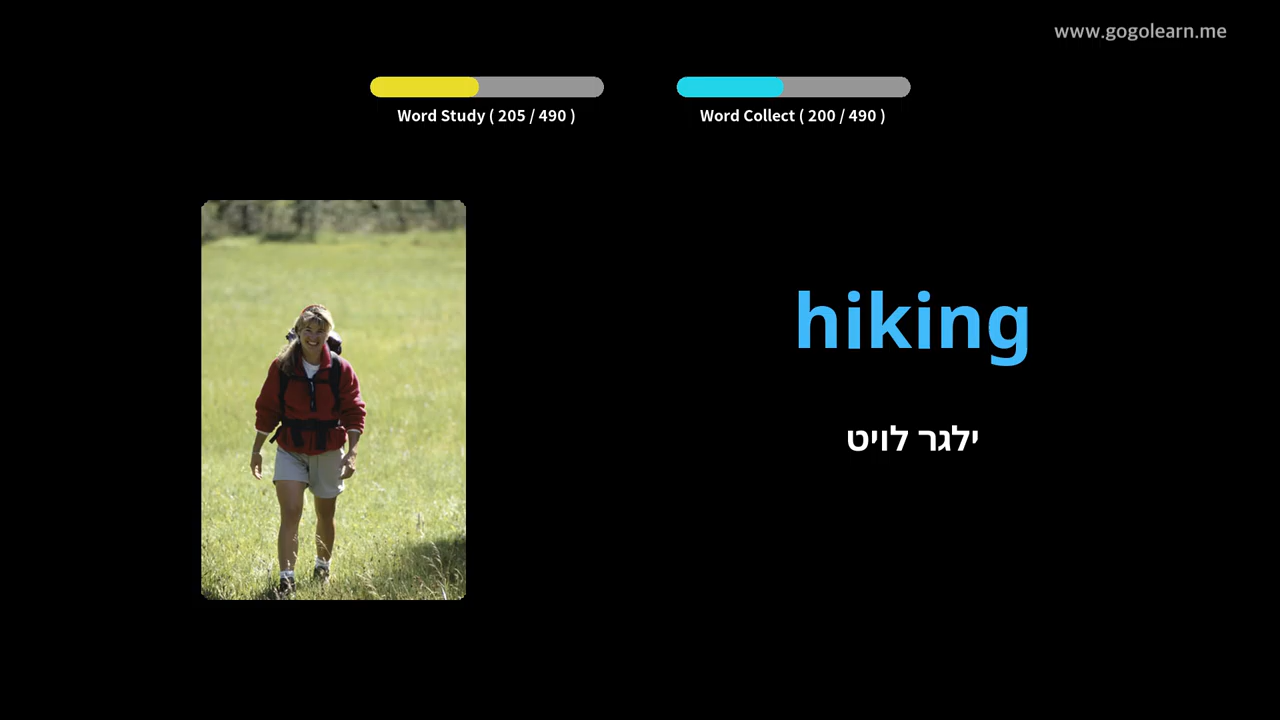 www.gogolearn.me
Word Study ( 205 / 490 )
Word Collect ( 200 / 490 )
hiking
ילגר לויט